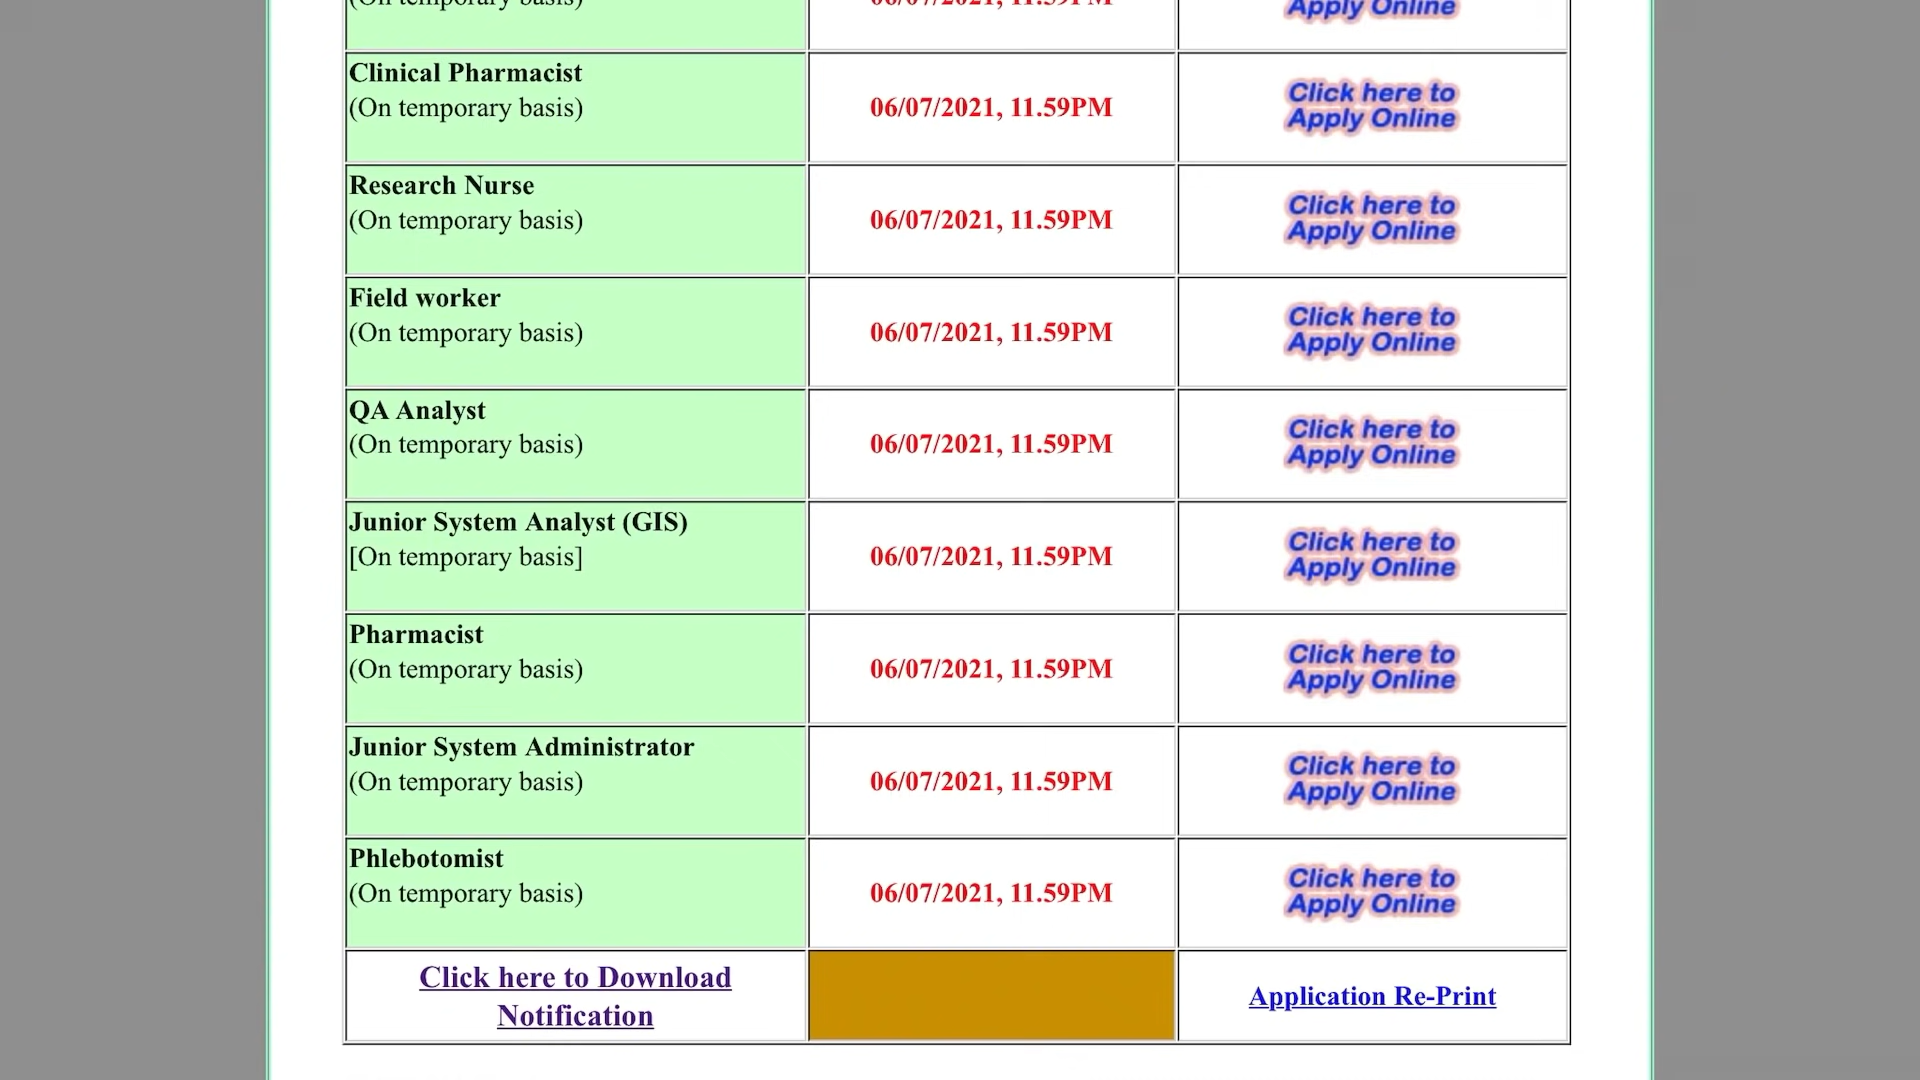 (On temporary basis)
06/07/2021, 11.59PM
Apply Online
Clinical Pharmacist
(On temporary basis)
06/07/2021, 11.59PM
Click here to
Apply Online
Research Nurse
(On temporary basis)
06/07/2021, 11.59PM
Click here to
Apply Online
Field worker
(On temporary basis)
06/07/2021, 11.59PM
Click here to
Apply Online
QA Analyst
(On temporary basis)
06/07/2021, 11.59PM
Click here to
Apply Online
Junior System Analyst (GIS)
[On temporary basis]
06/07/2021, 11.59PM
Click here to
Apply Online
Pharmacist
(On temporary basis)
06/07/2021, 11.59PM
Click here to
Apply Online
Junior System Administrator
(On temporary basis)
06/07/2021, 11.59PM
Click here to
Apply Online
Phlebotomist
(On temporary basis)
06/07/2021, 11.59PM
Click here to
Apply Online
Click here to Download
Notification
Application Re-Print